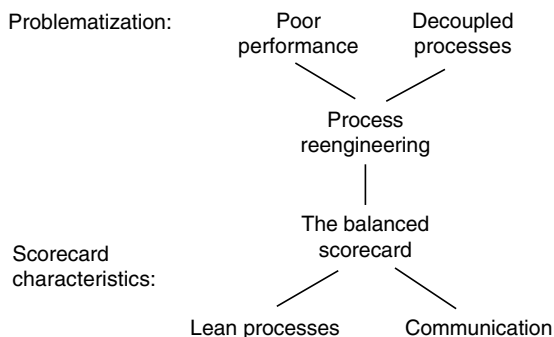 Problematization:
Poor
performance
Decoupled
processes
Process
reengineering
The balanced
scorecard
Scorecard
characteristics:
Lean processes
Communication